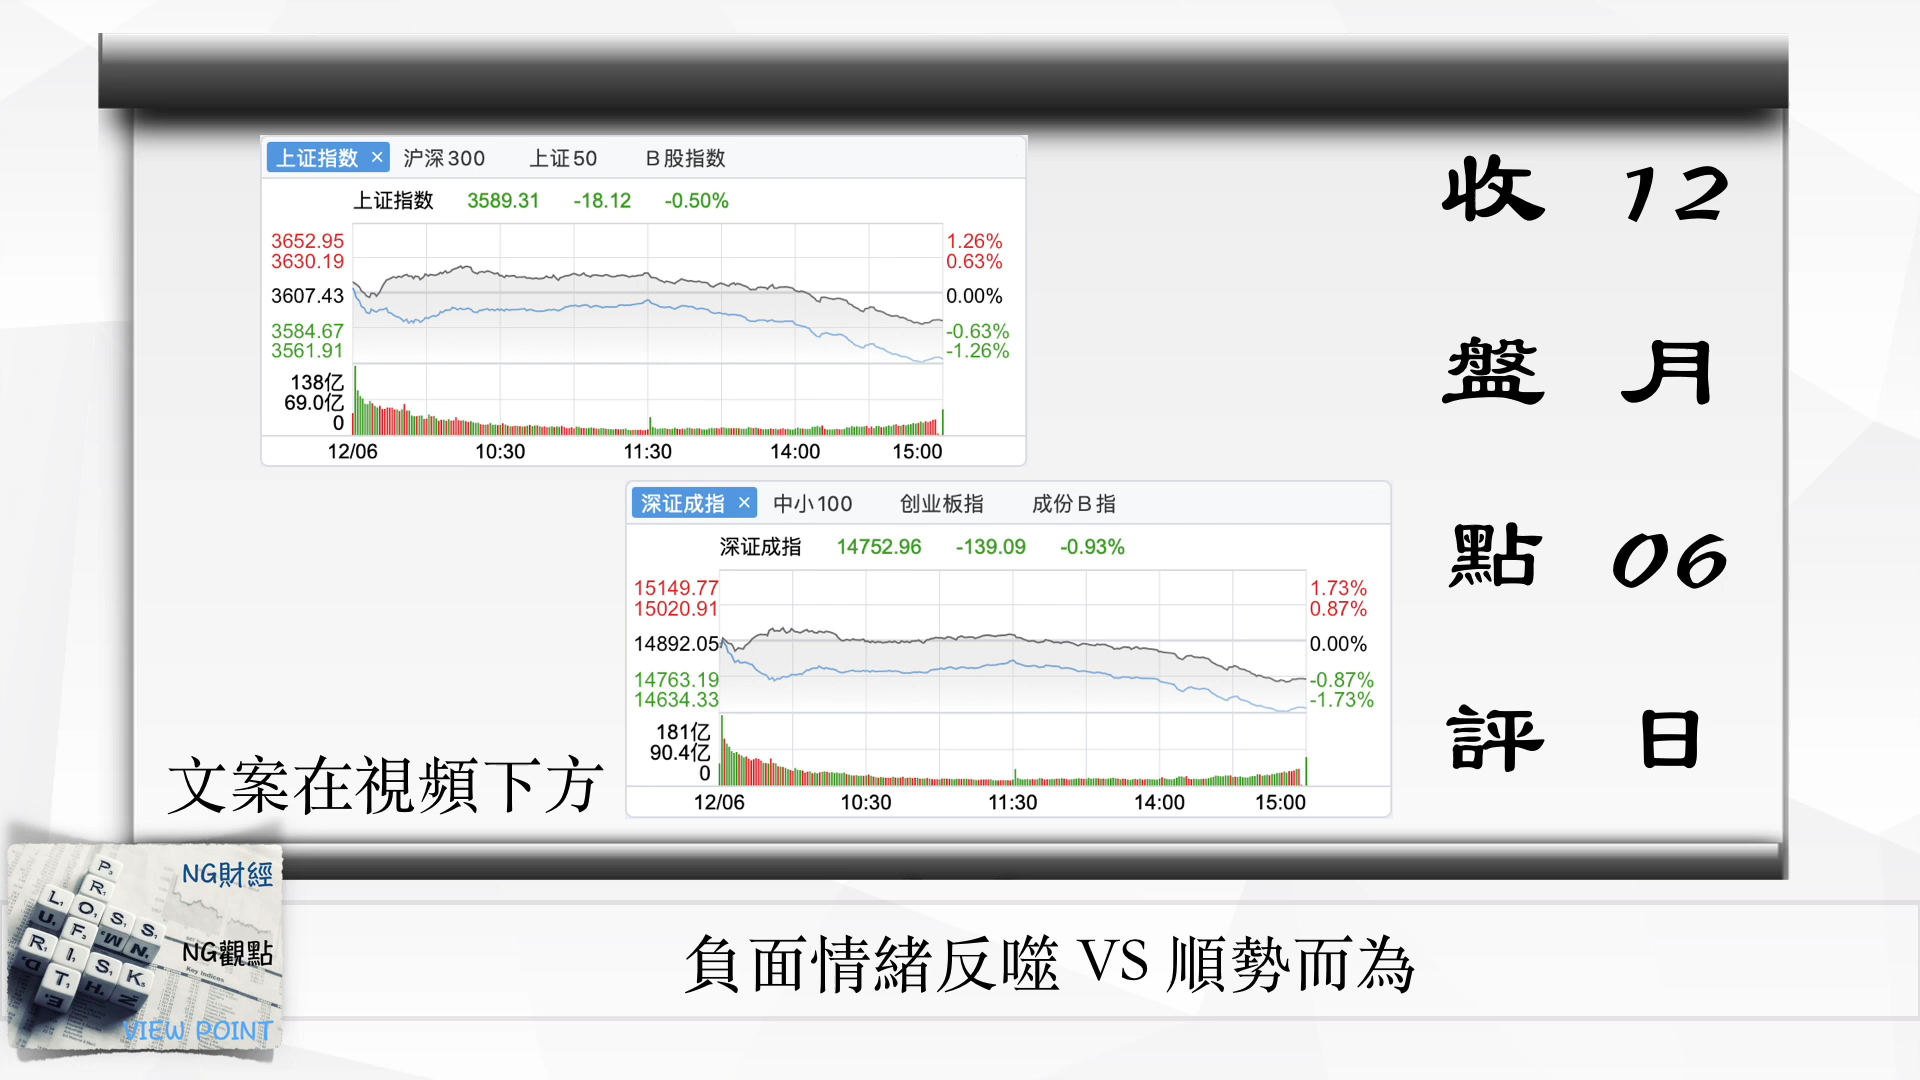 上证指数 × 沪深300 上证50 B股指数
上证指数 3589.31 -18.12 -0.50%
3652.95 1.26%
3630.19 0.63%
3607.43 0.00%
3584.67 -0.63%
3561.91 -1.26%
138亿
69.0亿
0
12/06 10:30 11:30 14:00 15:00
深证成指 × 中小100 创业板指 成份B指
深证成指 14752.96 -139.09 -0.93%
15149.77 1.73%
15020.91 0.87%
14892.05 0.00%
14763.19 -0.87%
14634.33 -1.73%
181亿
90.4亿
0
12/06 10:30 11:30 14:00 15:00
12月06日
收盤點評
文案在視頻下方
NG財經
NG觀點
VIEW POINT
Key Indices
負面情緒反噬 VS 順勢而為